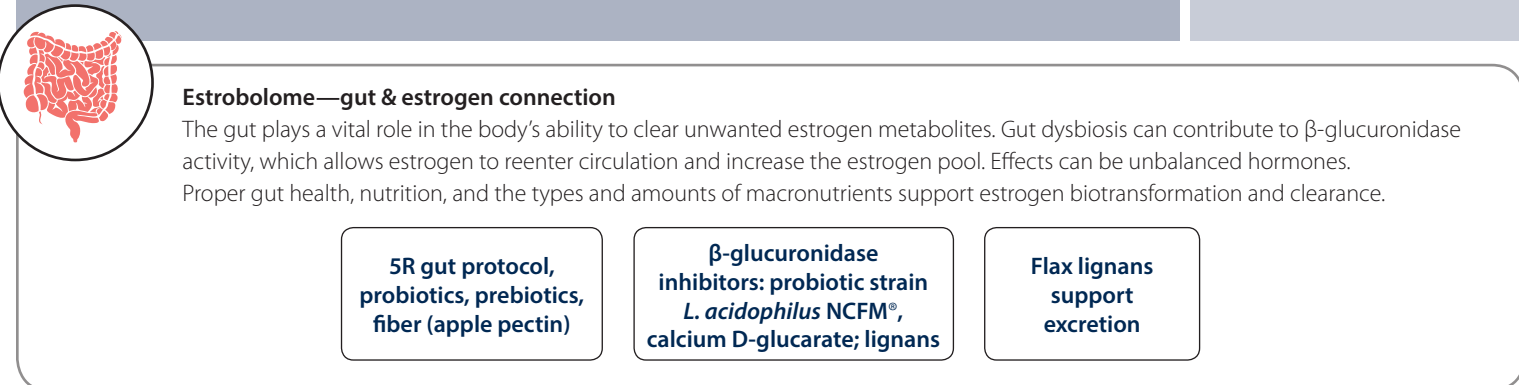 Estrobolome—gut & estrogen connection
The gut plays a vital role in the body’s ability to clear unwanted estrogen metabolites. Gut dysbiosis can contribute to β-glucuronidase
activity, which allows estrogen to reenter circulation and increase the estrogen pool. Effects can be unbalanced hormones.
Proper gut health, nutrition, and the types and amounts of macronutrients support estrogen biotransformation and clearance.
5R gut protocol,
probiotics, prebiotics,
fiber (apple pectin)
β-glucuronidase
inhibitors: probiotic strain
L. acidophilus NCFM®,
calcium D-glucarate; lignans
Flax lignans
support
excretion